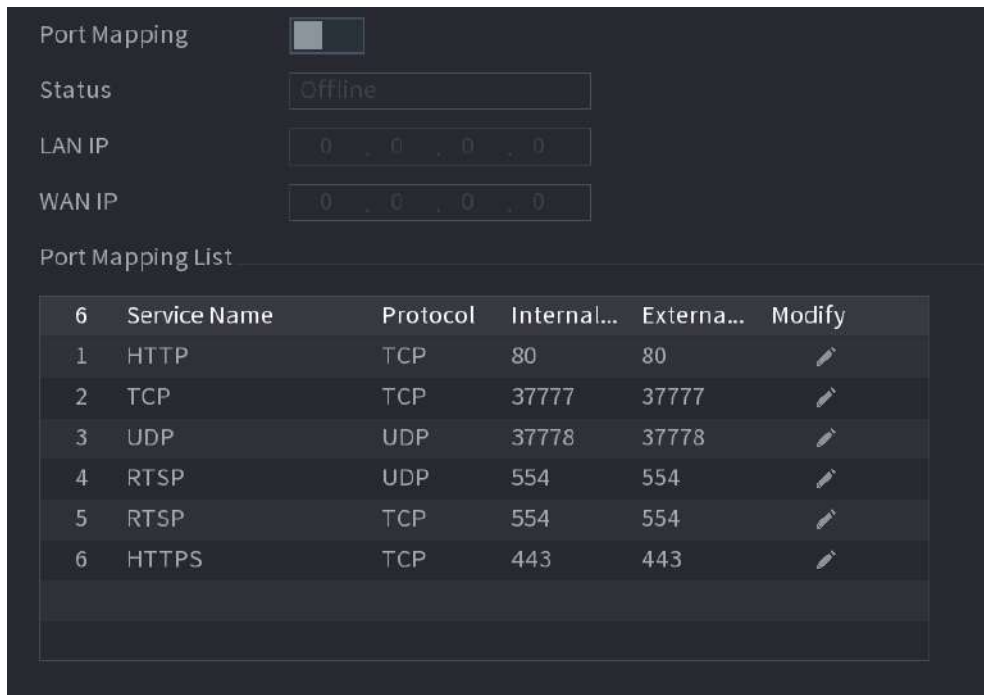 Port Mapping
Status Offline
LAN IP 0 . 0 . 0 . 0
WAN IP 0 . 0 . 0 . 0
Port Mapping List
6 Service Name Protocol Internal... Externa... Modify
1 HTTP TCP 80 80
2 TCP TCP 37777 37777
3 UDP UDP 37778 37778
4 RTSP UDP 554 554
5 RTSP TCP 554 554
6 HTTPS TCP 443 443